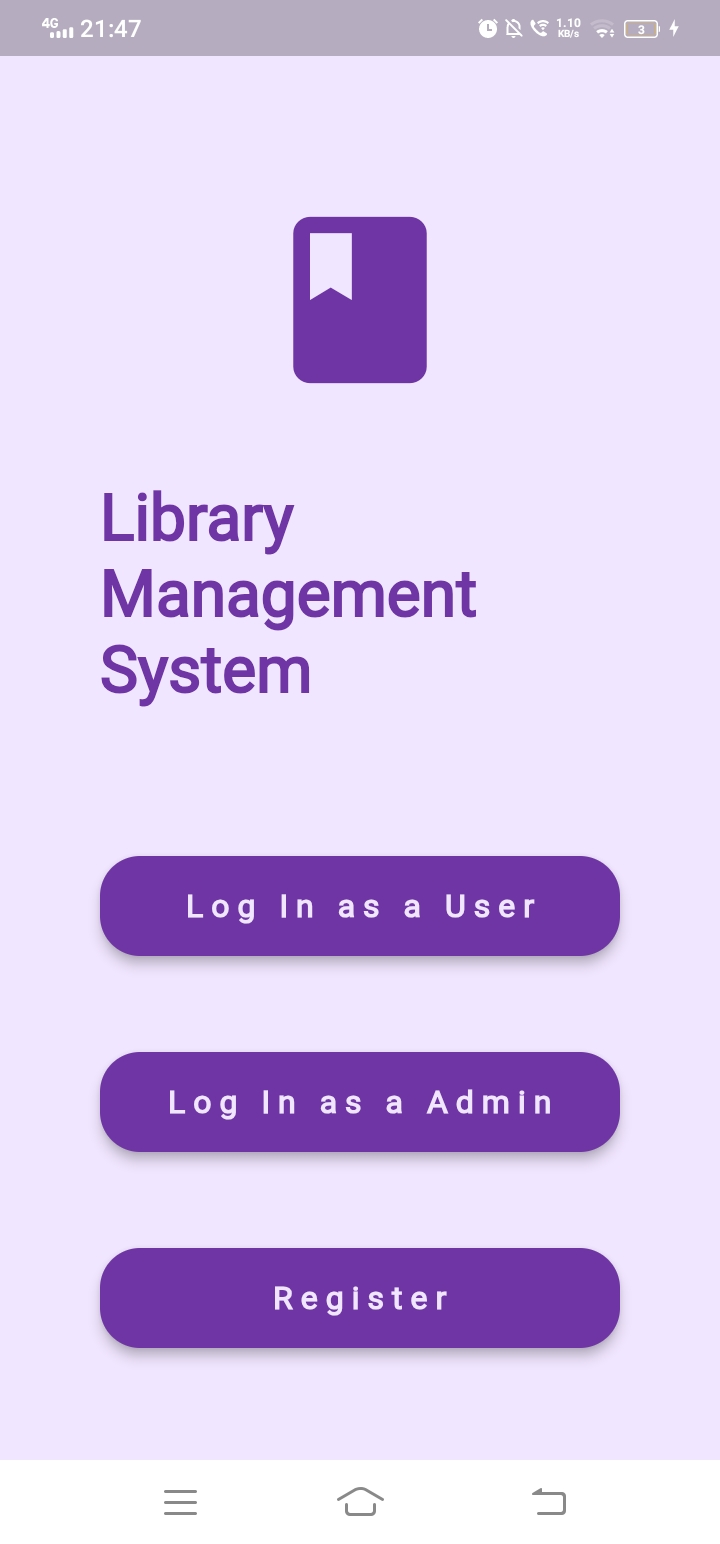 4G 21:47 1.10 KB/s 3
Library
Management
System
Log In as a User
Log In as a Admin
Register